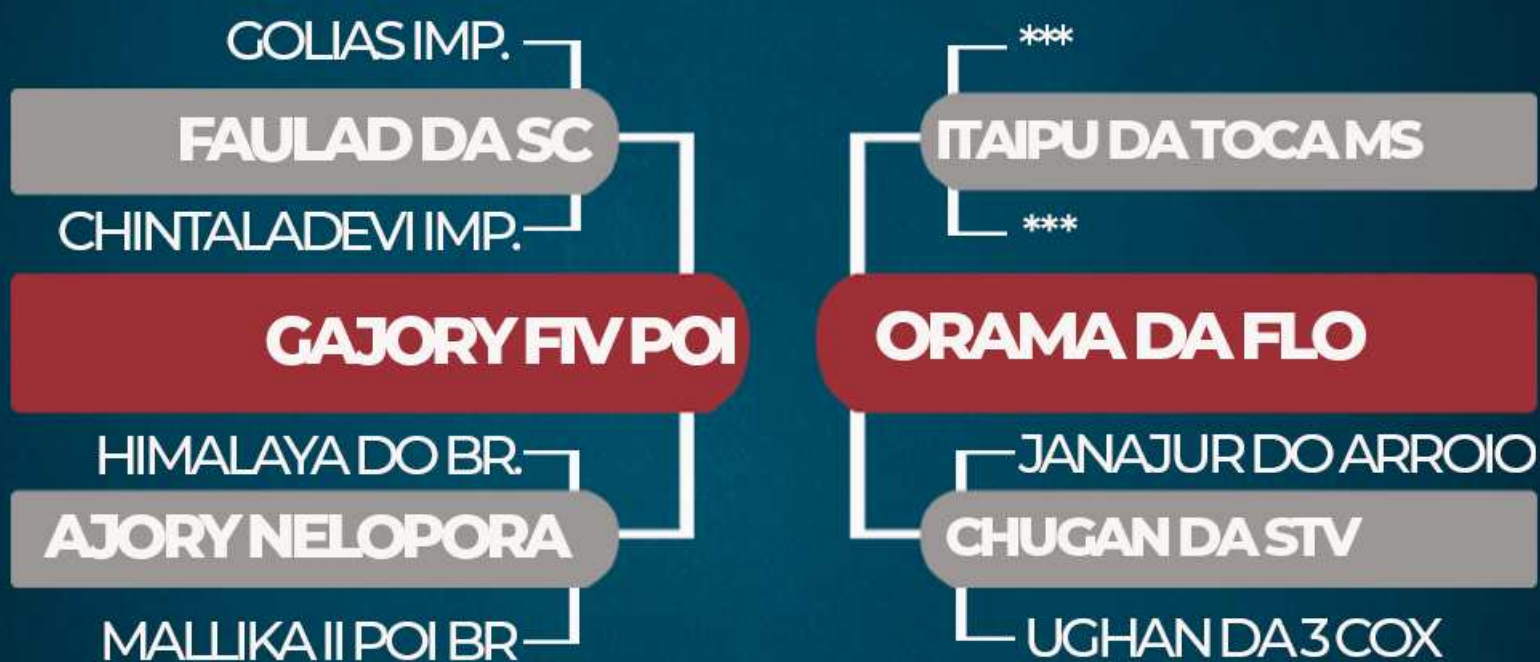 GOLIAS IMP.
FAULAD DA SC
CHINTALADEVI IMP.
GAJORY FIV POI
HIMALAYA DO BR.
AJORY NELOPORA
MALLIKA II POI BR
***
ITAIPU DA TOCA MS
***
ORAMA DA FLO
JANAJUR DO ARROIO
CHUGAN DA STV
UGHAN DA 3 COX